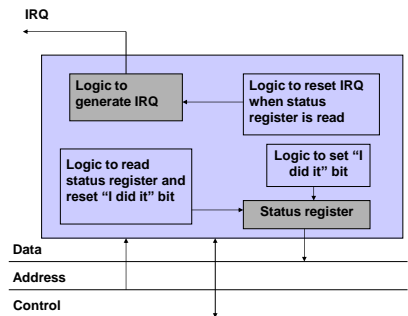 IRQ
Logic to
generate IRQ
Logic to reset IRQ
when status
register is read
Logic to read
status register and
reset “I did it” bit
Logic to set “I
did it” bit
Status register
Data
Address
Control